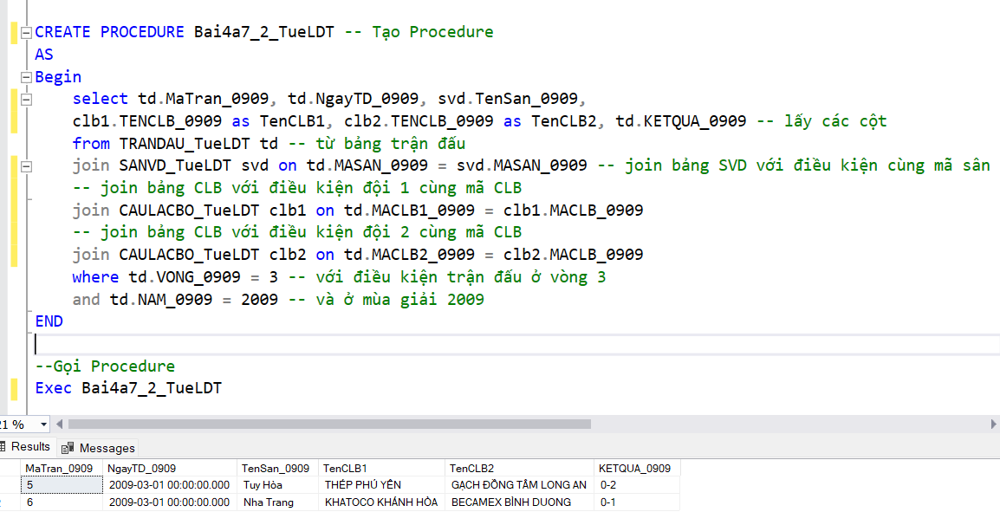 CREATE PROCEDURE Bai4a7_2_TueLDT -- Tạo Procedure
AS
Begin
select td.MaTran_0909, td.NgayTD_0909, svd.TenSan_0909,
clb1.TENCLB_0909 as TenCLB1, clb2.TENCLB_0909 as TenCLB2, td.KETQUA_0909 -- lấy các cột
from TRANDAU_TueLDT td -- từ bảng trận đấu
join SANVD_TueLDT svd on td.MASAN_0909 = svd.MASAN_0909 -- join bảng SVD với điều kiện cùng mã sân
-- join bảng CLB với điều kiện đội 1 cùng mã CLB
join CAULACBO_TueLDT clb1 on td.MACLB1_0909 = clb1.MACLB_0909
-- join bảng CLB với điều kiện đội 2 cùng mã CLB
join CAULACBO_TueLDT clb2 on td.MACLB2_0909 = clb2.MACLB_0909
where td.VONG_0909 = 3 -- với điều kiện trận đấu ở vòng 3
and td.NAM_0909 = 2009 -- và ở mùa giải 2009
END
--Gọi Procedure
Exec Bai4a7_2_TueLDT
21 %
Results Messages
MaTran_0909 NgayTD_0909 TenSan_0909 TenCLB1 TenCLB2 KETQUA_0909
5 2009-03-01 00:00:00.000 Tuy Hòa THÉP PHÚ YÊN GẠCH ĐỒNG TÂM LONG AN 0-2
6 2009-03-01 00:00:00.000 Nha Trang KHATOCO KHÁNH HÒA BECAMEX BÌNH DUONG 0-1